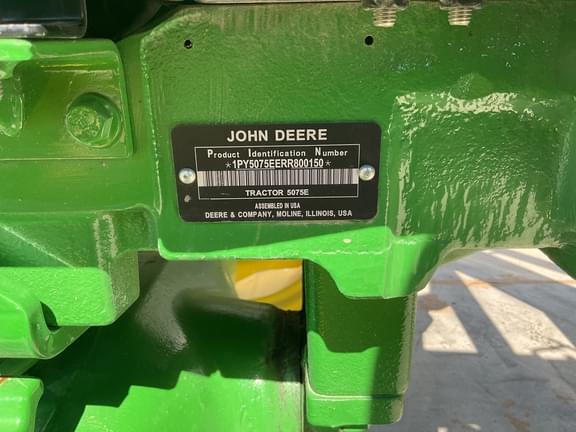 JOHN DEERE
Product Identification Number
*1PY5075EERR800150*
TRACTOR 5075E
ASSEMBLED IN USA
DEERE & COMPANY, MOLINE, ILLINOIS, USA